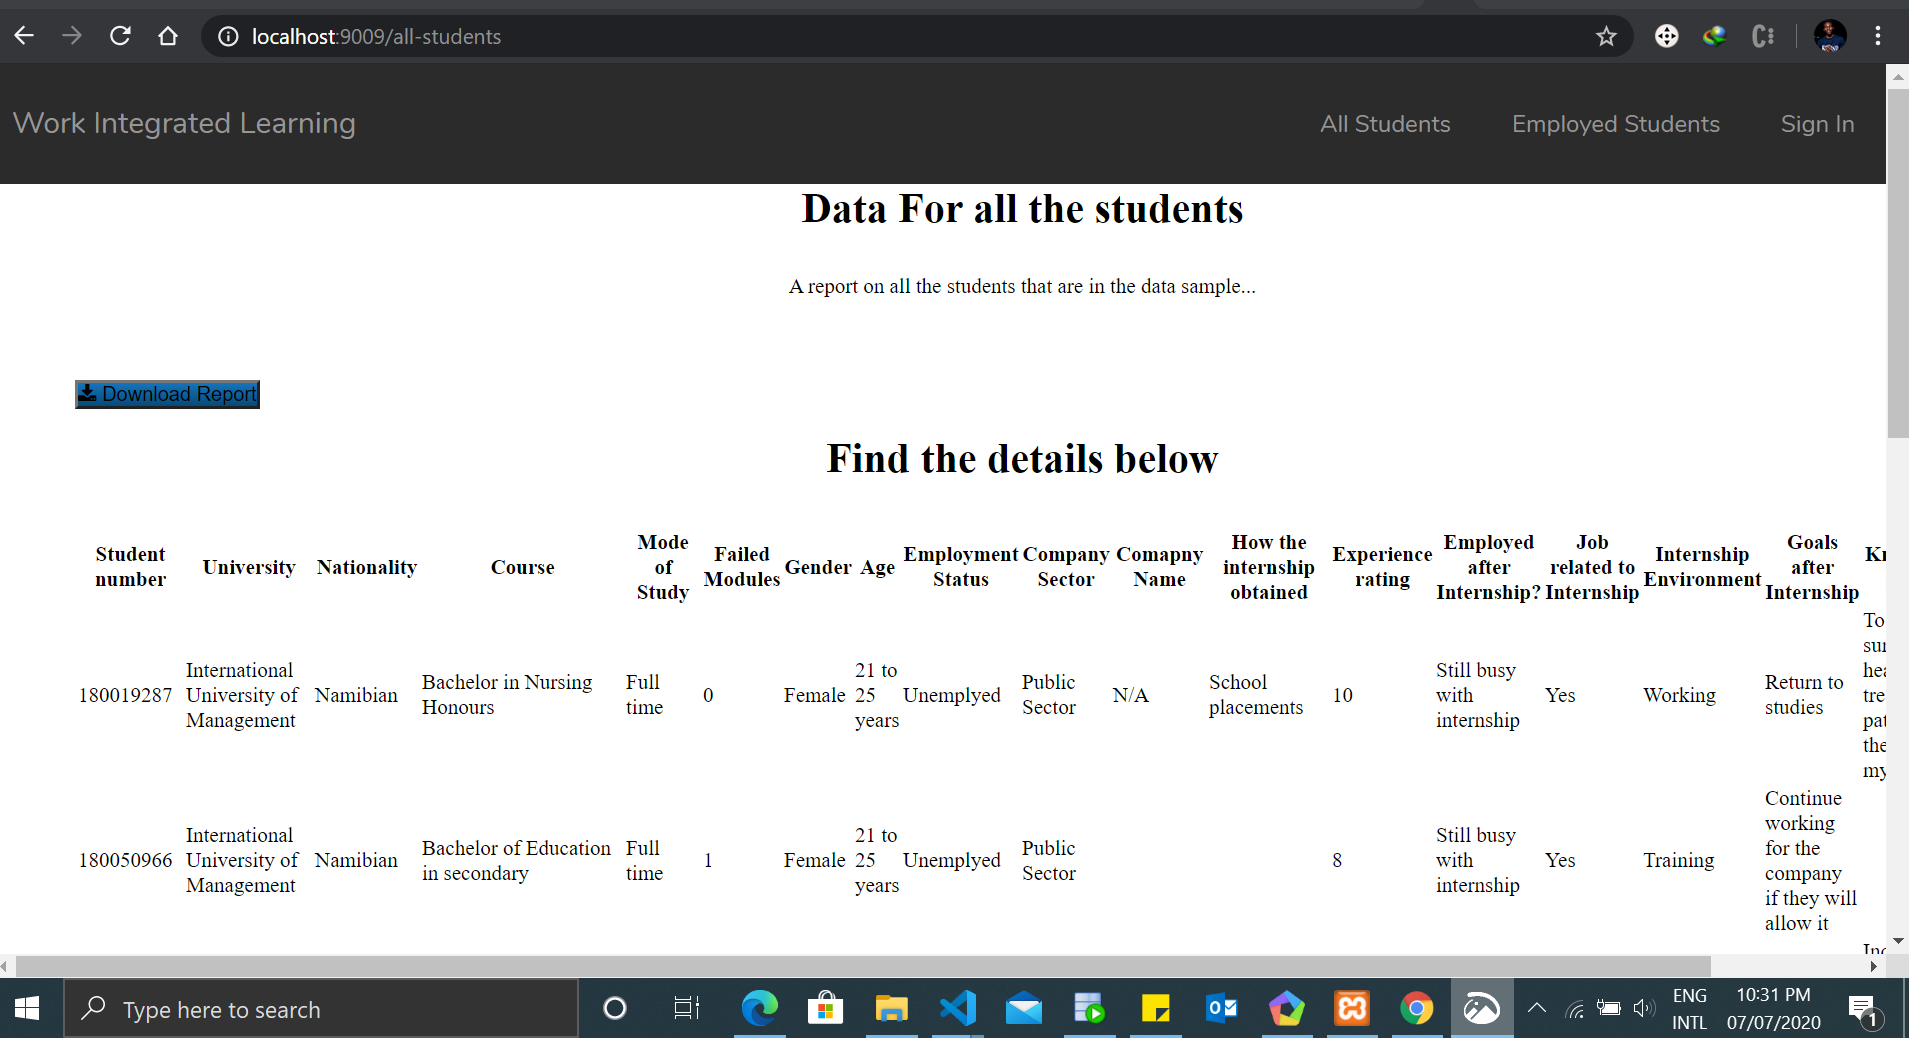 localhost:9009/all-students
Work Integrated Learning
All Students
Employed Students
Sign In
Data For all the students
A report on all the students that are in the data sample...
Download Report
Find the details below
Student number
University
Nationality
Course
Mode of Study
Failed Modules
Gender
Age
Employment Status
Company Sector
Comapny Name
How the internship obtained
Experience rating
Employed after Internship?
Job related to Internship
Internship Environment
Goals after Internship
180019287
International University of Management
Namibian
Bachelor in Nursing Honours
Full time
0
Female
21 to 25 years
Unemplyed
Public Sector
N/A
School placements
10
Still busy with internship
Yes
Working
Return to studies
To
180050966
International University of Management
Namibian
Bachelor of Education in secondary
Full time
1
Female
21 to 25 years
Unemplyed
Public Sector
8
Still busy with internship
Yes
Training
Continue working for the company if they will allow it
Type here to search
ENG
INTL
10:31 PM
07/07/2020
1